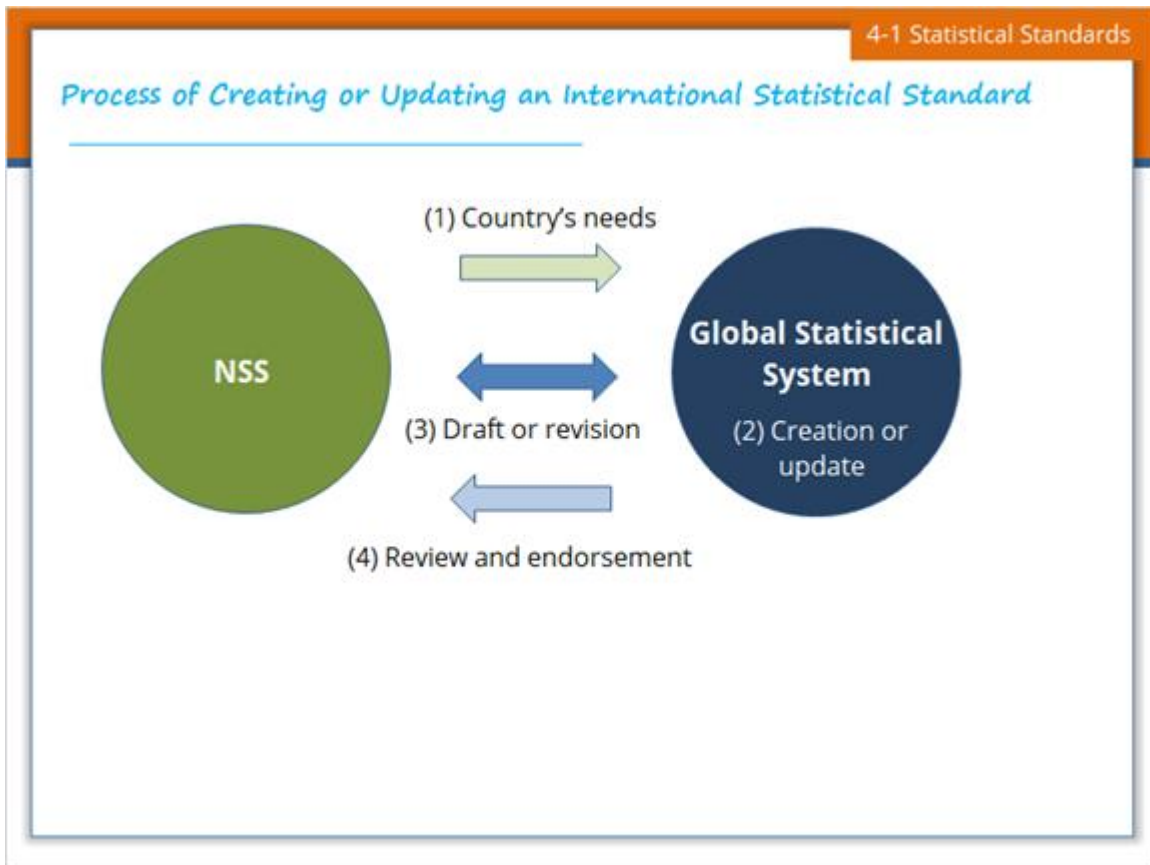 4-1 Statistical Standards
Process of Creating or Updating an International Statistical Standard
(1) Country’s needs
NSS
Global Statistical
System
(2) Creation or
update
(3) Draft or revision
(4) Review and endorsement